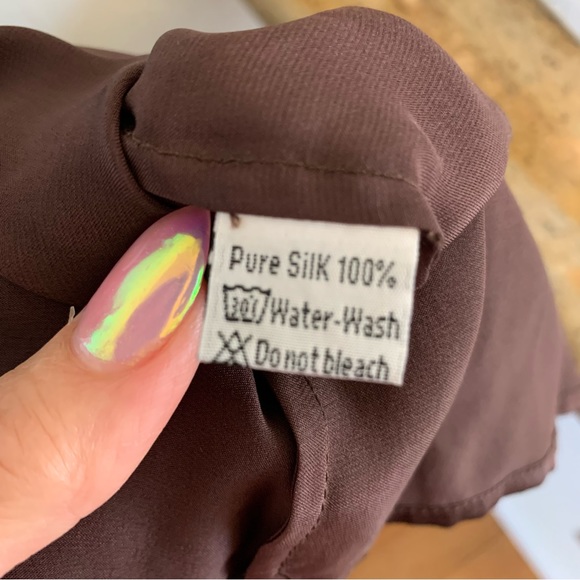 Pure SilK 100%
30° Water-Wash
Do not bleach